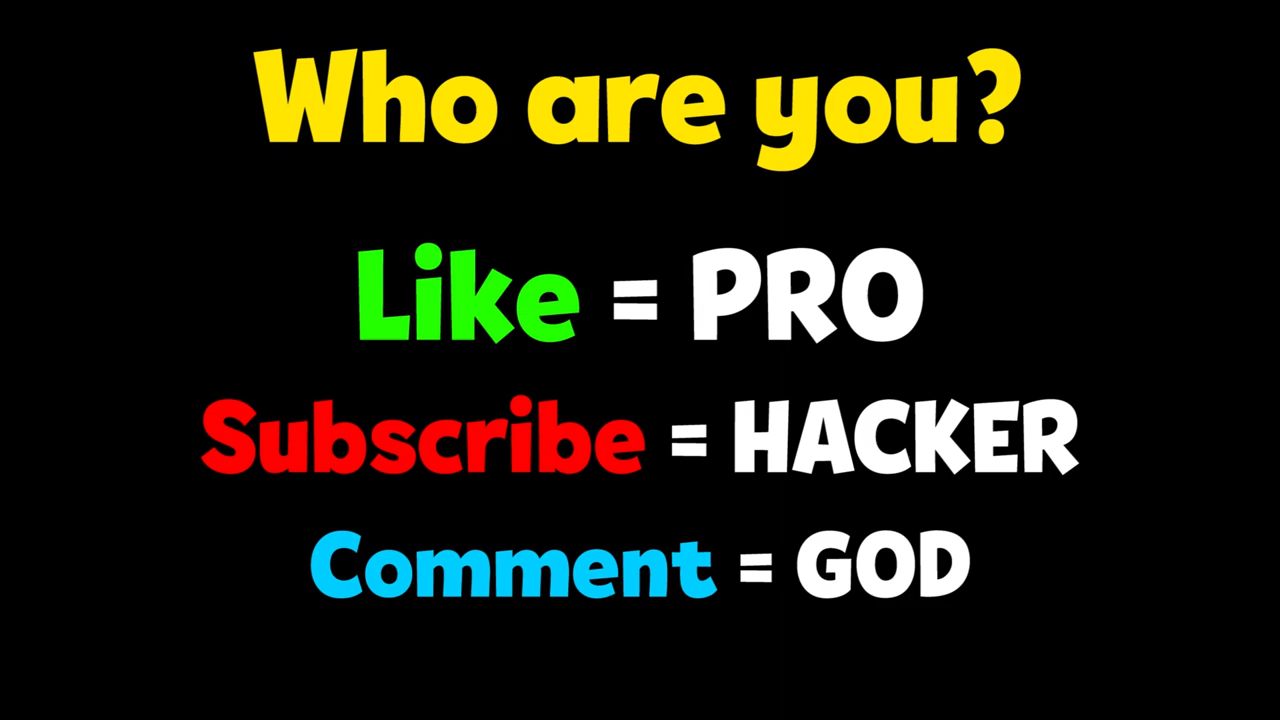 Who are you?
Like = PRO
Subscribe = HACKER
Comment = GOD